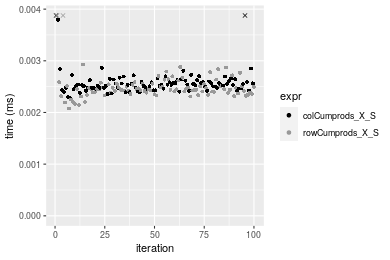 0.004
0.003
0.002
0.001
0.000
time (ms)
0
25
50
75
100
iteration
expr
colCumprods_X_S
rowCumprods_X_S